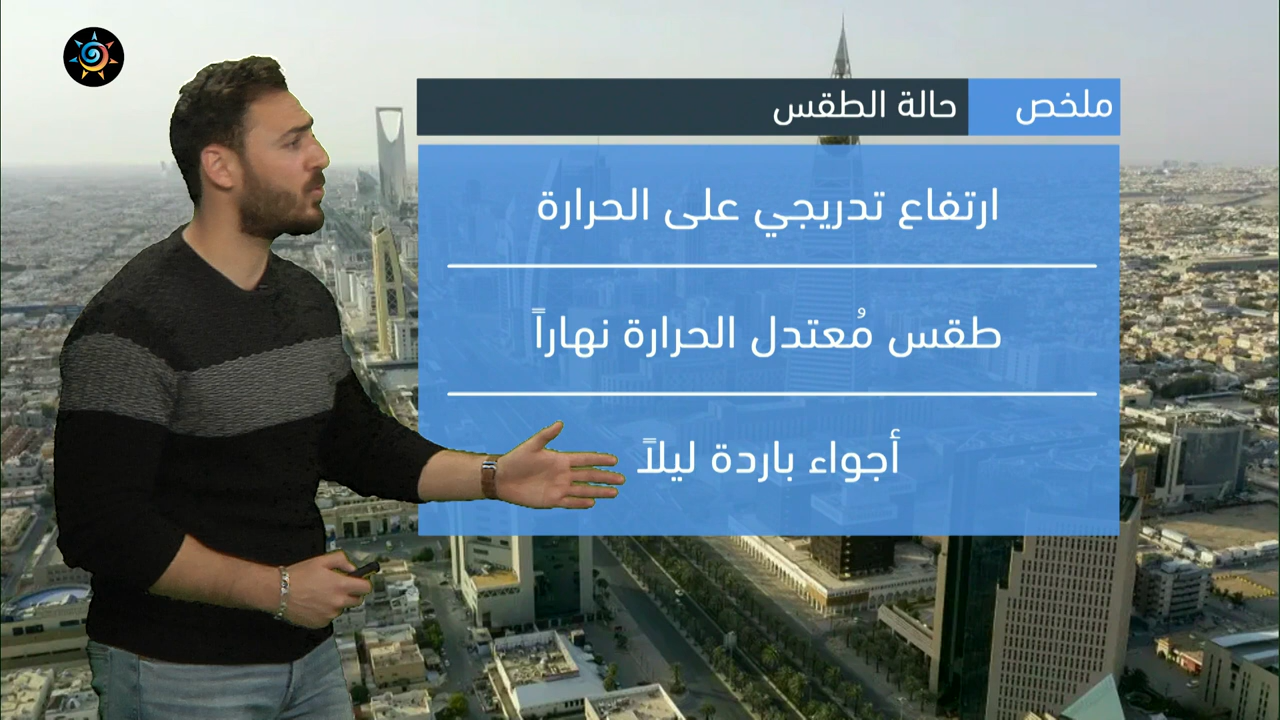 ملخص حالة الطقس
ارتفاع تدريجي على الحرارة
طقس مُعتدل الحرارة نهاراً
أجواء باردة ليلاً